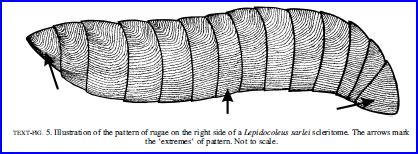 TEXT-FIG. 5. Illustration of the pattern of rugae on the right side of a Lepidocoleus sarlei scleritome. The arrows mark
the 'extremes' of pattern. Not to scale.